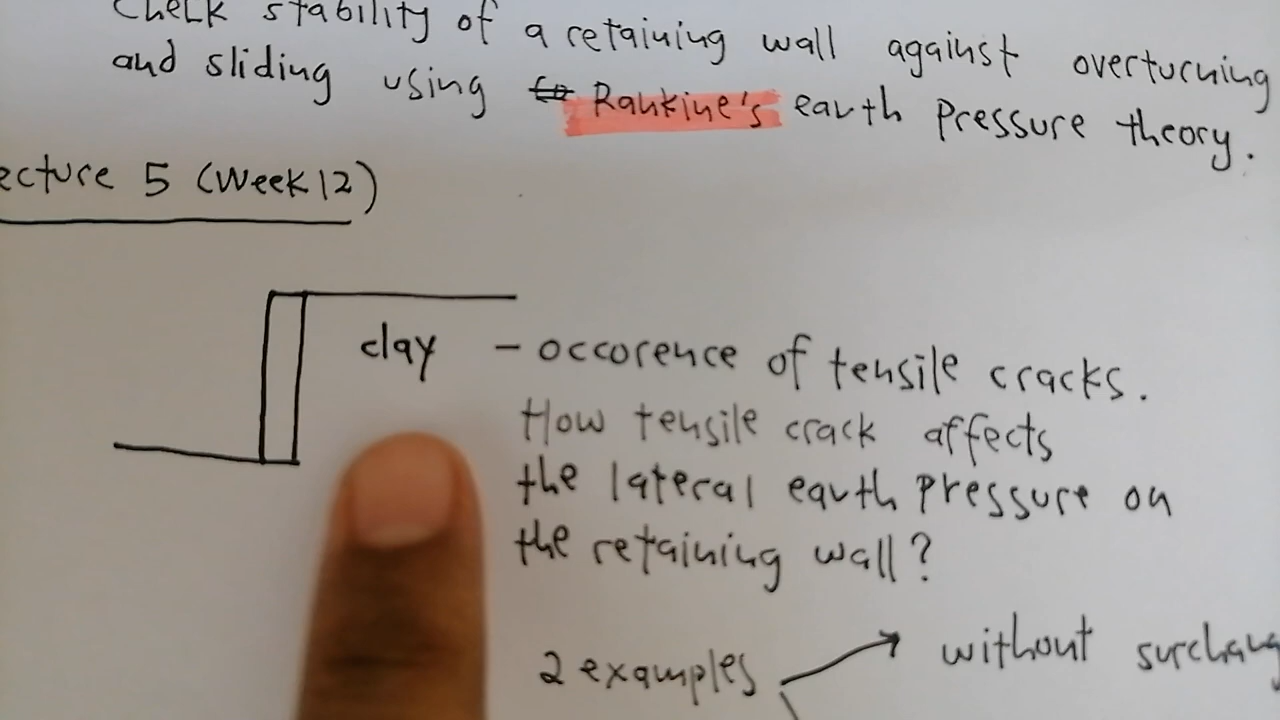 Check stability of a retaining wall against overturning
and sliding using Rankine's earth pressure theory.
ecture 5 (Week 12)
clay - occorence of tensile cracks.
How tensile crack affects
the lateral earth pressure on
the retaining wall?
2 examples → without surcharg